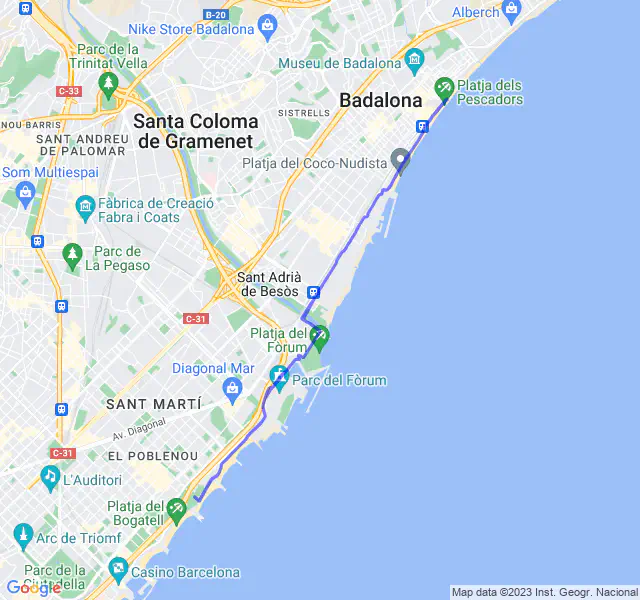 B-20
Alberch
Nike Store Badalona
Parc de la
Trinitat Vella
Museu de Badalona
Platja dels
Pescadors
C-33
Badalona
SISTRELLS
NOU BARRIS
Santa Coloma
de Gramenet
SANT ANDREU
DE PALOMAR
Platja del Coco-Nudista
Som Multiespai
Fàbrica de Creació
Fabra i Coats
Parc de
La Pegaso
Sant Adrià
de Besòs
C-31
Platja del
Fòrum
Diagonal Mar
Parc del Fòrum
SANT MARTÍ
Av. Diagonal
C-31
EL POBLENOU
L'Auditori
Platja del
Bogatell
Arc de Triomf
Parc de la
Ciutadella
Casino Barcelona
Google
Map data ©2023 Inst. Geogr. Nacional